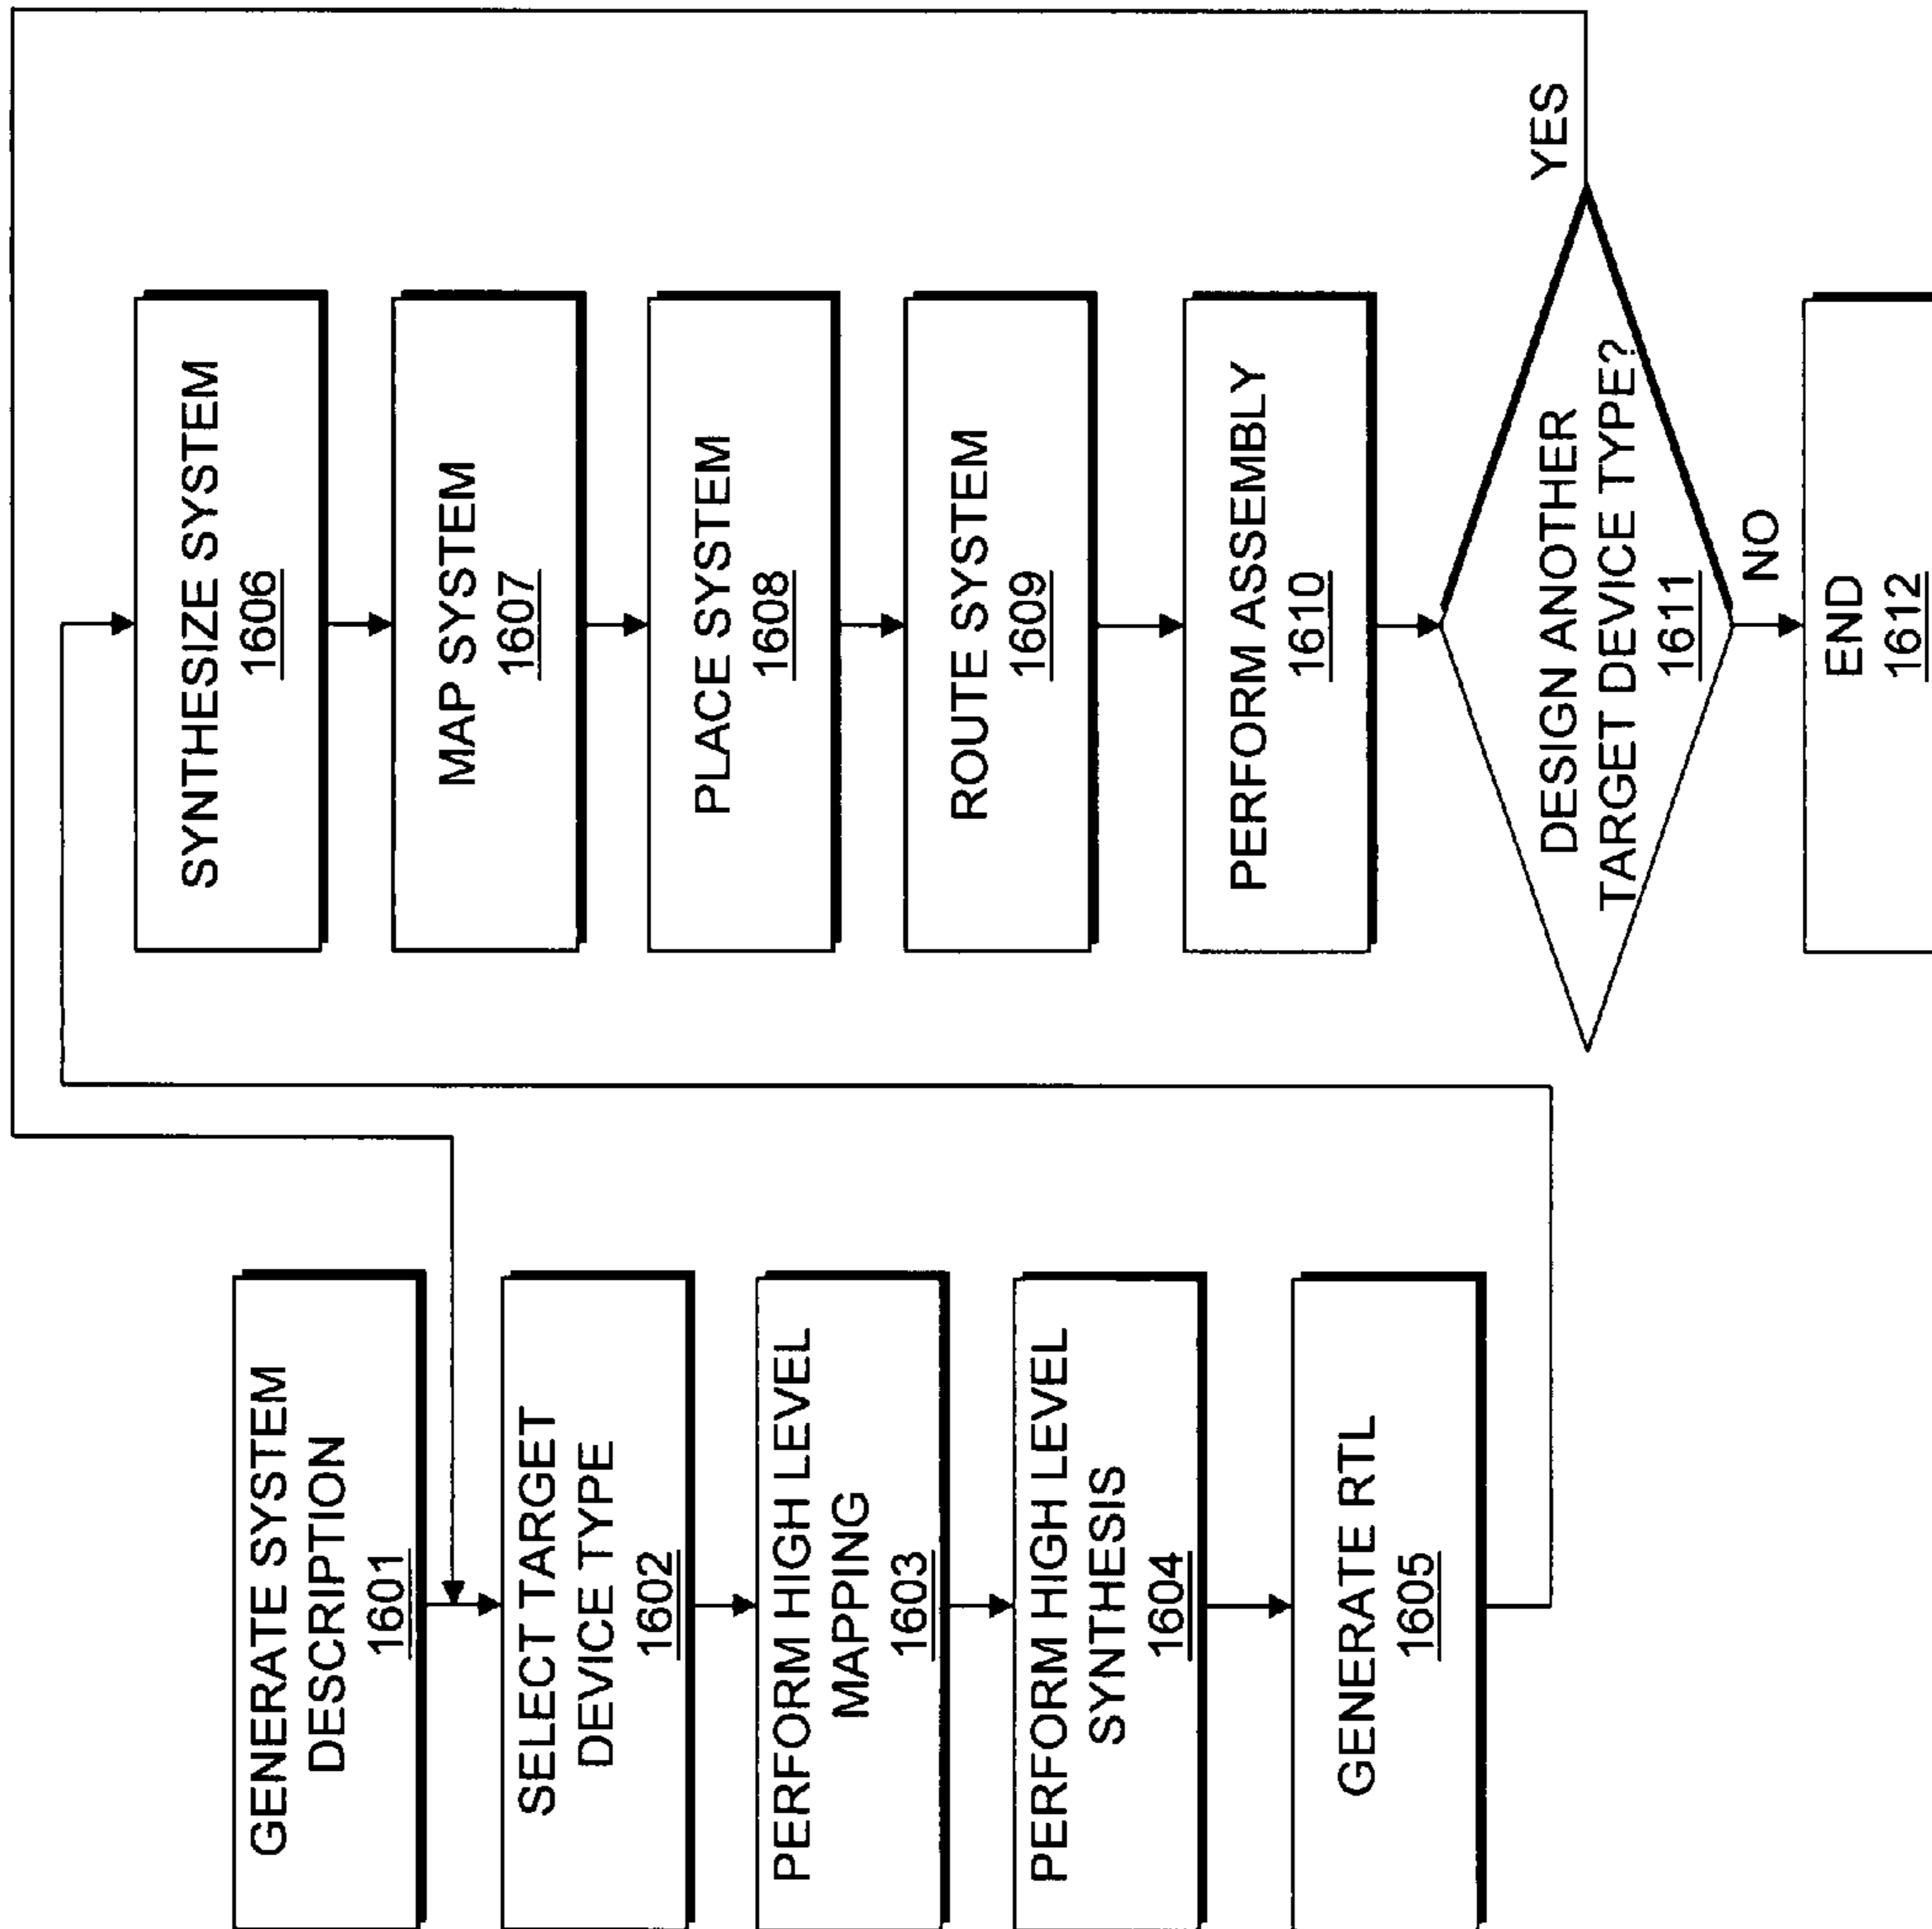 GENERATE SYSTEM
DESCRIPTION
1601
SELECT TARGET
DEVICE TYPE
1602
PERFORM HIGH LEVEL
MAPPING
1603
PERFORM HIGH LEVEL
SYNTHESIS
1604
GENERATE RTL
1605
SYNTHESIZE SYSTEM
1606
MAP SYSTEM
1607
PLACE SYSTEM
1608
ROUTE SYSTEM
1609
PERFORM ASSEMBLY
1610
DESIGN ANOTHER
TARGET DEVICE TYPE?
1611
YES
NO
END
1612